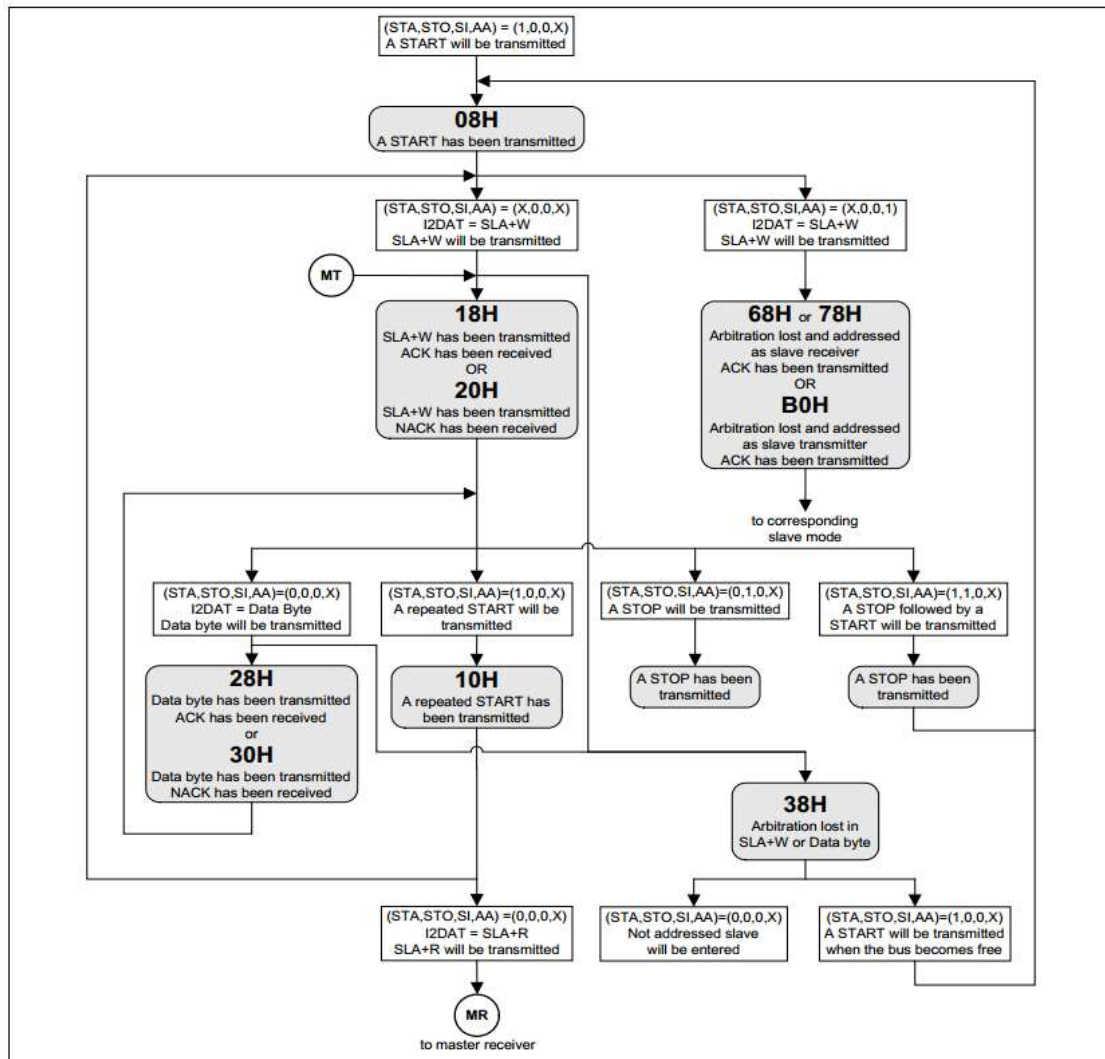 (STA,STO,SI,AA) = (1,0,0,X)
A START will be transmitted
08H
A START has been transmitted
(STA,STO,SI,AA) = (X,0,0,X)
I2DAT = SLA+W
SLA+W will be transmitted
(STA,STO,SI,AA) = (X,0,0,1)
I2DAT = SLA+W
SLA+W will be transmitted
MT
18H
SLA+W has been transmitted
ACK has been received
OR
20H
SLA+W has been transmitted
NACK has been received
68H or 78H
Arbitration lost and addressed
as slave receiver
ACK has been transmitted
OR
B0H
Arbitration lost and addressed
as slave transmitter
ACK has been transmitted
to corresponding
slave mode
(STA,STO,SI,AA)=(0,0,0,X)
I2DAT = Data Byte
Data byte will be transmitted
(STA,STO,SI,AA)=(1,0,0,X)
A repeated START will be
transmitted
(STA,STO,SI,AA)=(0,1,0,X)
A STOP will be transmitted
(STA,STO,SI,AA)=(1,1,0,X)
A STOP followed by a
START will be transmitted
28H
Data byte has been transmitted
ACK has been received
or
30H
Data byte has been transmitted
NACK has been received
10H
A repeated START has
been transmitted
A STOP has been
transmitted
A STOP has been
transmitted
38H
Arbitration lost in
SLA+W or Data byte
(STA,STO,SI,AA) =(0,0,0,X)
I2DAT = SLA+R
SLA+R will be transmitted
(STA,STO,SI,AA)=(0,0,0,X)
Not addressed slave
will be entered
(STA,STO,SI,AA)=(1,0,0,X)
A START will be transmitted
when the bus becomes free
MR
to master receiver